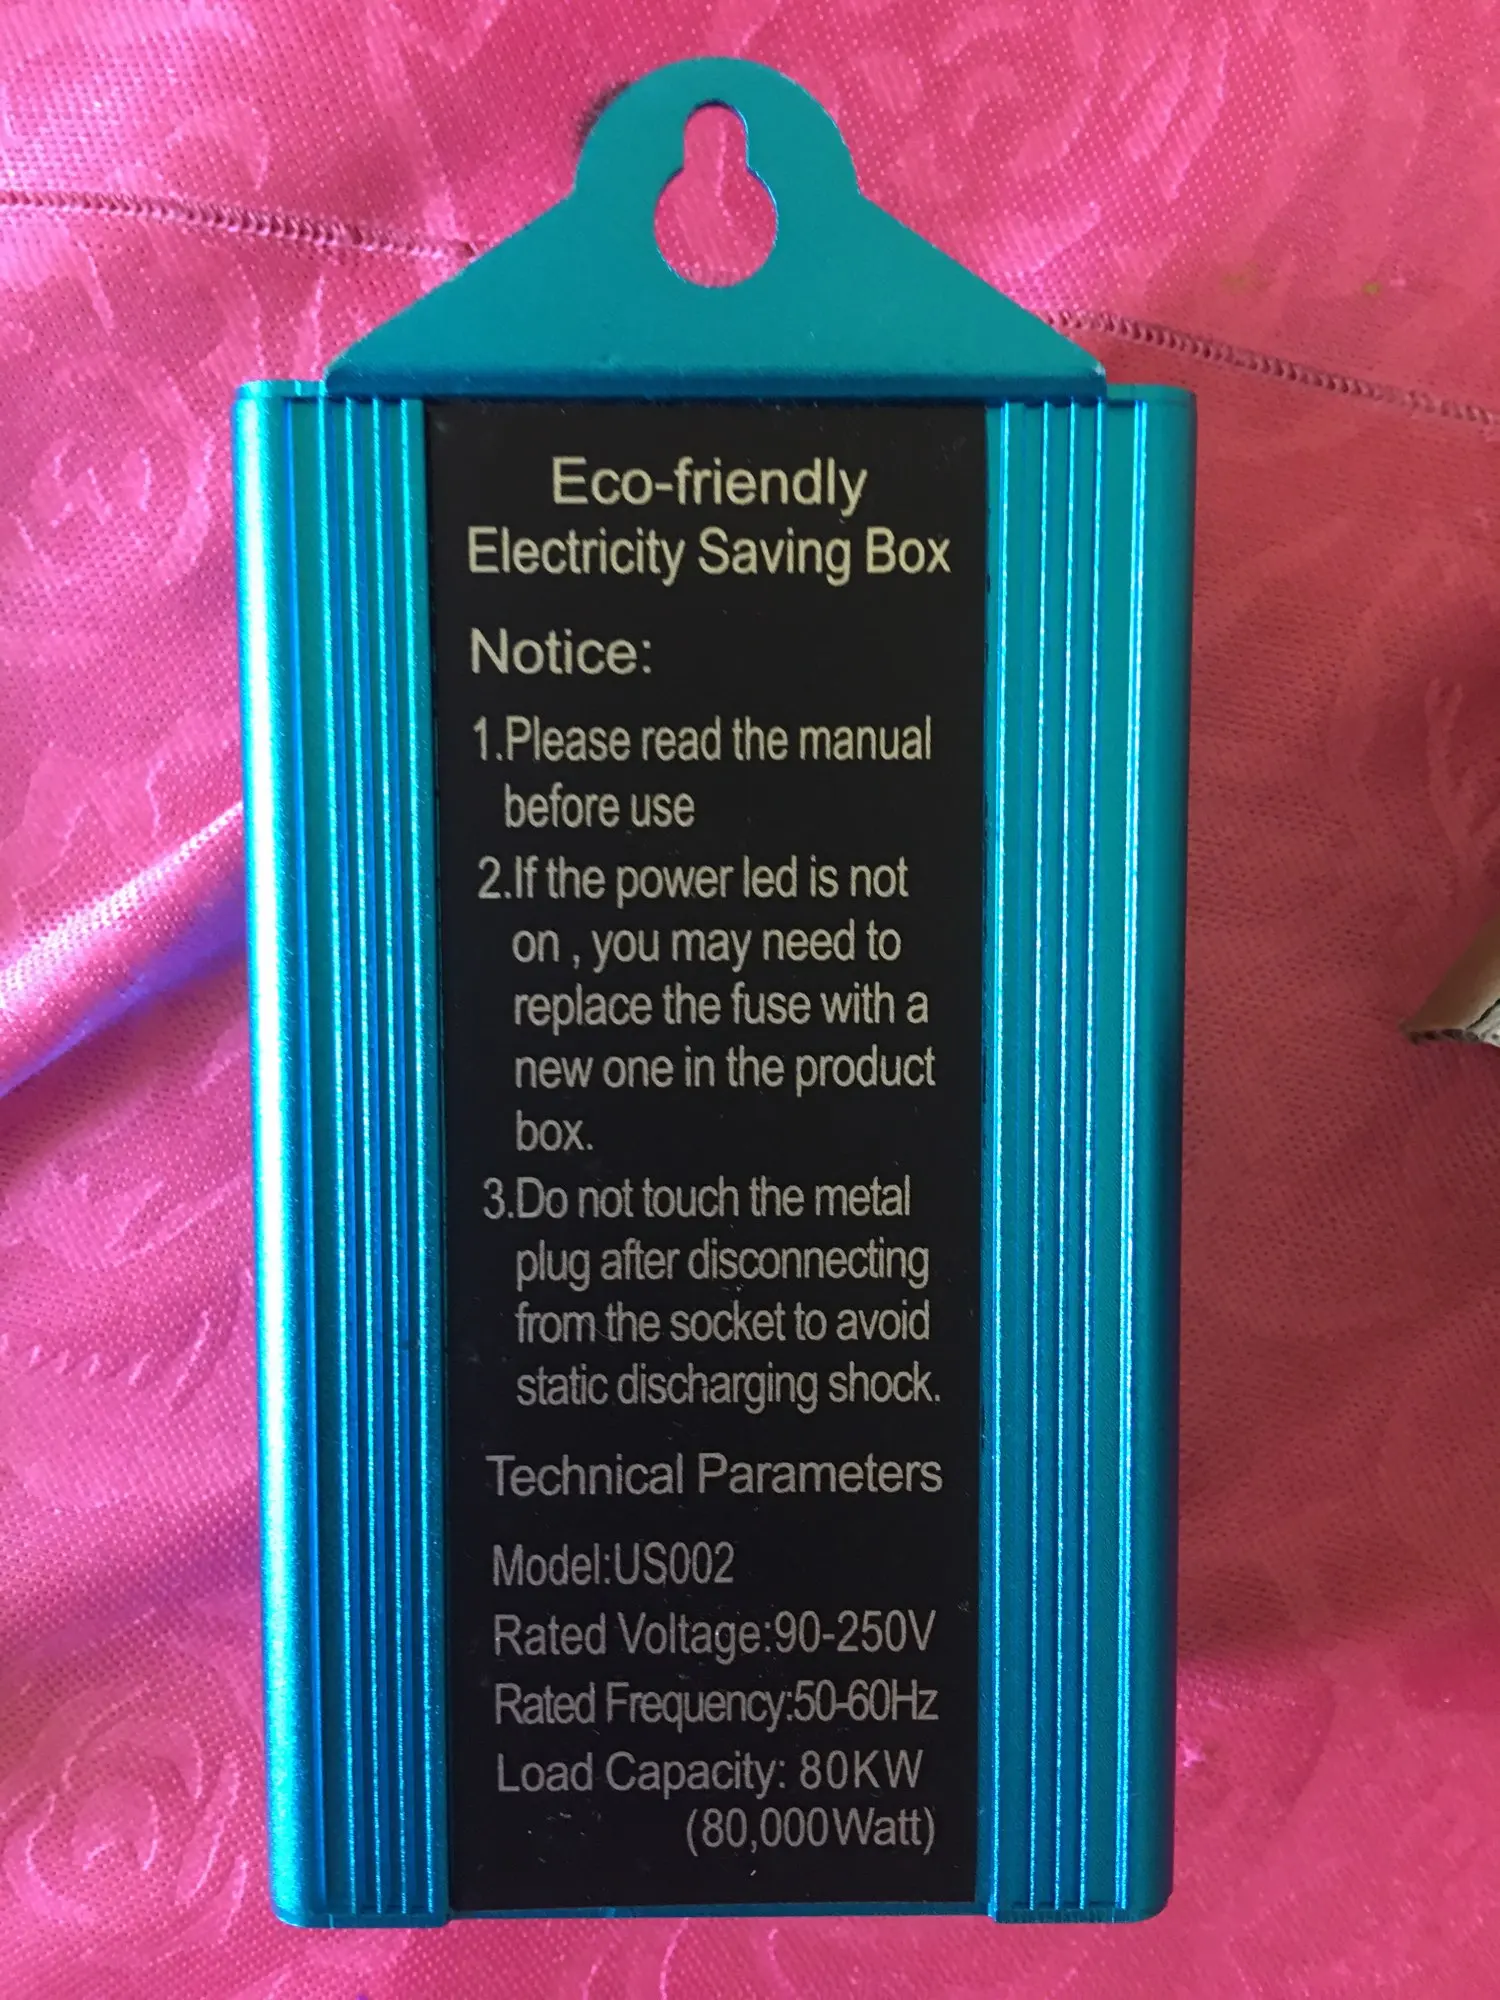 Eco-friendly
Electricity Saving Box
Notice:
1.Please read the manual
before use
2.If the power led is not
on , you may need to
replace the fuse with a
new one in the product
box.
3.Do not touch the metal
plug after disconnecting
from the socket to avoid
static discharging shock.
Technical Parameters
Model:US002
Rated Voltage:90-250V
Rated Frequency:50-60Hz
Load Capacity: 80KW
(80,000Watt)